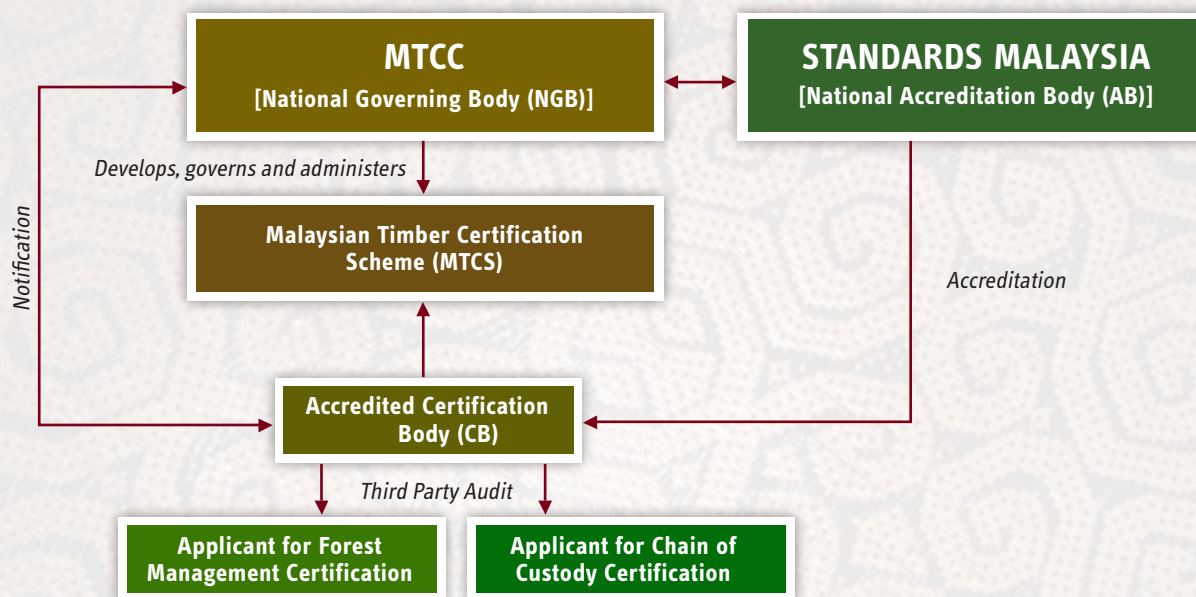 MTCC
[National Governing Body (NGB)]
STANDARDS MALAYSIA
[National Accreditation Body (AB)]
Develops, governs and administers
Notification
Malaysian Timber Certification
Scheme (MTCS)
Accreditation
Accredited Certification
Body (CB)
Third Party Audit
Applicant for Forest
Management Certification
Applicant for Chain of
Custody Certification